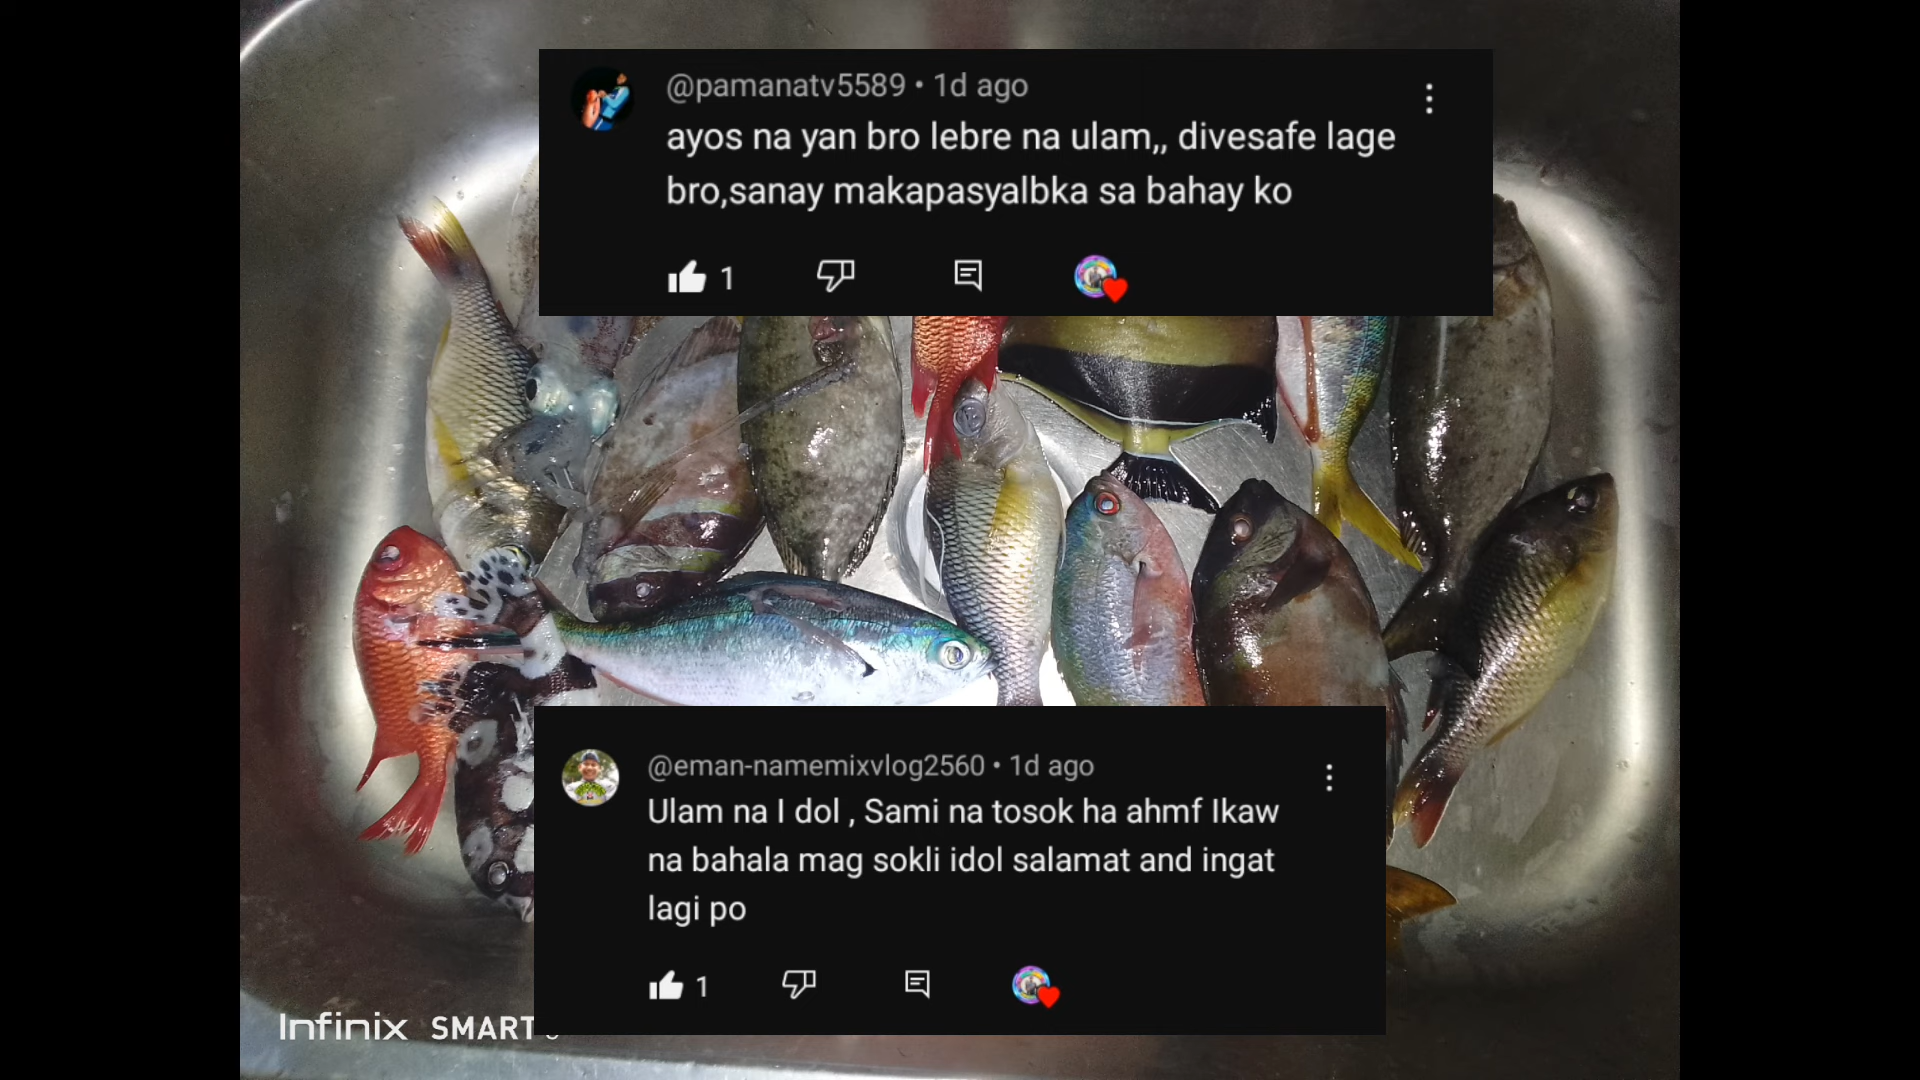 @pamanatv5589 • 1d ago
ayos na yan bro lebre na ulam,, divesafe lage
bro,sanay makapasyalbka sa bahay ko
1
@eman-namemixvlog2560 • 1d ago
Ulam na I dol , Sami na tosok ha ahmf Ikaw
na bahala mag sokli idol salamat and ingat
lagi po
1
Infinix SMART